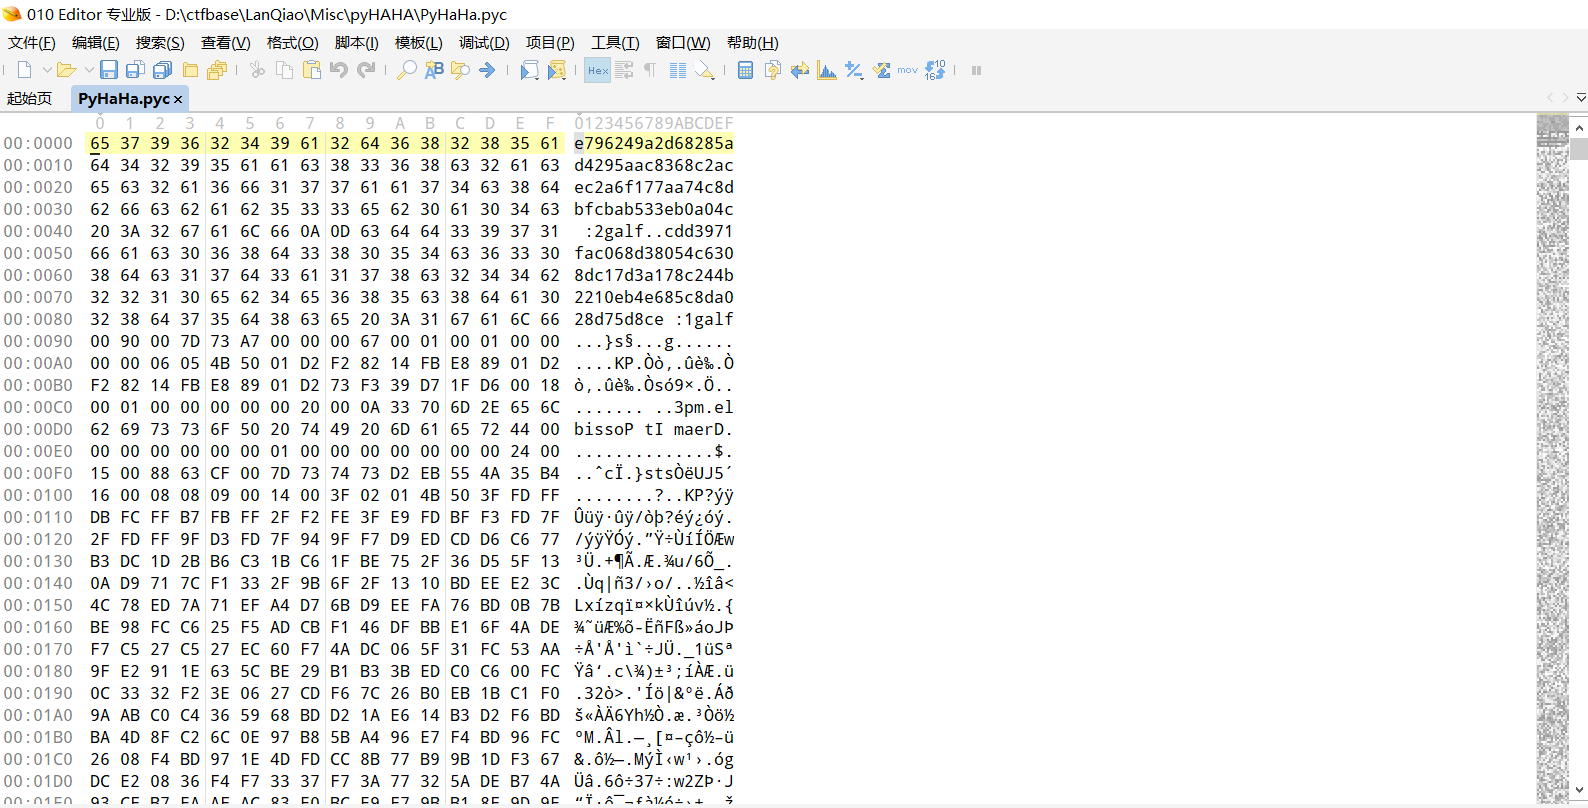 010 Editor 专业版 - D:\ctfbase\LanQiao\Misc\pyHAHA\PyHaHa.pyc
文件(F) 编辑(E) 搜索(S) 查看(V) 格式(O) 脚本(I) 模板(L) 调试(D) 项目(P) 工具(T) 窗口(W) 帮助(H)
起始页 PyHaHa.pyc ×
0 1 2 3 4 5 6 7 8 9 A B C D E F 0123456789ABCDEF
00:0000 65 37 39 36 32 34 39 61 32 64 36 38 32 38 35 61 e796249a2d68285a
00:0010 64 34 32 39 35 61 61 63 38 33 36 38 63 32 61 63 d4295aac8368c2ac
00:0020 65 63 32 61 36 66 31 37 37 61 61 37 34 63 38 64 ec2a6f177aa74c8d
00:0030 62 66 63 62 61 62 35 33 33 65 62 30 61 30 34 63 bfcbab533eb0a04c
00:0040 20 3A 32 67 61 6C 66 0A 0D 63 64 64 33 39 37 31 :2galf..cdd3971
00:0050 66 61 63 30 36 38 64 33 38 30 35 34 63 36 33 30 fac068d38054c630
00:0060 38 64 63 31 37 64 33 61 31 37 38 63 32 34 34 62 8dc17d3a178c244b
00:0070 32 32 31 30 65 62 34 65 36 38 35 63 38 64 61 30 2210eb4e685c8da0
00:0080 32 38 64 37 35 64 38 63 65 20 3A 31 67 61 6C 66 28d75d8ce :1galf
00:0090 00 90 00 7D 73 A7 00 00 00 67 00 01 00 01 00 00 ...}s§...g......
00:00A0 00 00 06 05 4B 50 01 D2 F2 82 14 FB E8 89 01 D2 ....KP.Òò‚.ûè‰.Ò
00:00B0 F2 82 14 FB E8 89 01 D2 73 F3 39 D7 1F D6 00 18 ò‚.ûè‰.Òsó9×.Ö..
00:00C0 00 01 00 00 00 00 00 20 00 0A 33 70 6D 2E 65 6C ....... ..3pm.el
00:00D0 62 69 73 73 6F 50 20 74 49 20 6D 61 65 72 44 00 bissoP tI maerD.
00:00E0 00 00 00 00 00 01 00 00 00 00 00 00 00 00 24 00 ..............$.
00:00F0 15 00 88 63 CF 00 7D 73 74 73 D2 EB 55 4A 35 B4 ..ˆcÏ.}stsÒëUJ5´
00:0100 16 00 08 08 09 00 14 00 3F 02 01 4B 50 3F FD FF ........?..KP?ýÿ
00:0110 DB FC FF B7 FB FF 2F F2 FE 3F E9 FD BF F3 FD 7F Ûüÿ·ûÿ/òþ?éý¿óý.
00:0120 2F FD FF 9F D3 FD 7F 94 9F F7 D9 ED CD D6 C6 77 /ýÿŸÓý.”Ÿ÷ÙíÍÖÆw
00:0130 B3 DC 1D 2B B6 C3 1B C6 1F BE 75 2F 36 D5 5F 13 ³Ü.+¶Ã.Æ.¾u/6Õ_.
00:0140 0A D9 71 7C F1 33 2F 9B 6F 2F 13 10 BD EE E2 3C .Ùq|ñ3/›o/..½îâ<
00:0150 4C 78 ED 7A 71 EF A4 D7 6B D9 EE FA 76 BD 0B 7B Lxízqï¤×kÙîúv½.{
00:0160 BE 98 FC C6 25 F5 AD CB F1 46 DF BB E1 6F 4A DE ¾˜üÆ%õ-ËñFß»áoJÞ
00:0170 F7 C5 27 C5 27 EC 60 F7 4A DC 06 5F 31 FC 53 AA ÷Å'Å'ì`÷JÜ._1üSª
00:0180 9F E2 91 1E 63 5C BE 29 B1 B3 3B ED C0 C6 00 FC Ÿâ‘.c\¾)±³;íÀÆ.ü
00:0190 0C 33 32 F2 3E 06 27 CD F6 7C 26 B0 EB 1B C1 F0 .32ò>.'Íö|&°ë.Áð
00:01A0 9A AB C0 C4 36 59 68 BD D2 1A E6 14 B3 D2 F6 BD š«ÀÄ6Yh½Ò.æ.³Òö½
00:01B0 BA 4D 8F C2 6C 0E 97 B8 5B A4 96 E7 F4 BD 96 FC ºM.Âl.—¸[¤–çô½–ü
00:01C0 26 08 F4 BD 97 1E 4D FD CC 8B 77 B9 9B 1D F3 67 &.ô½—.MýÌ‹w¹›.óg
00:01D0 DC E2 08 36 F4 F7 33 37 F7 3A 77 32 5A DE B7 4A Üâ.6ô÷37÷:w2ZÞ·J